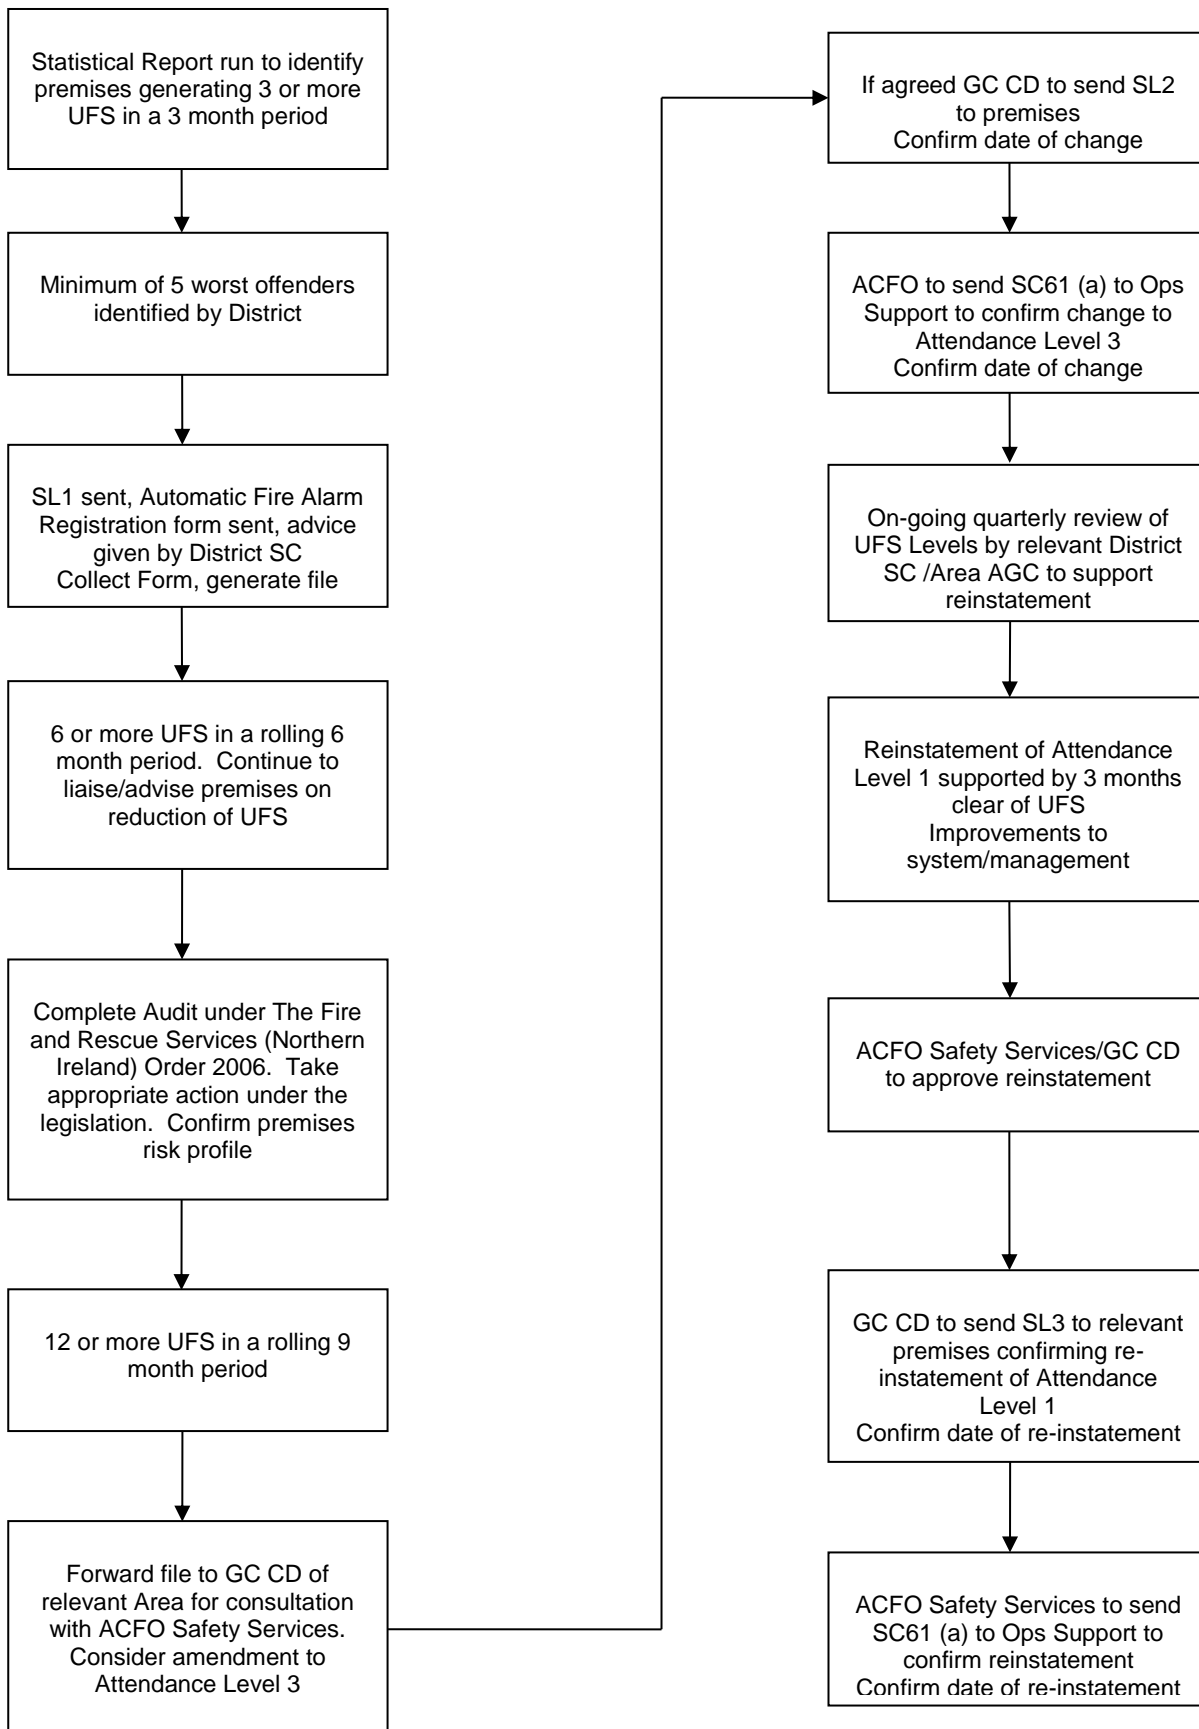 Statistical Report run to identify
premises generating 3 or more
UFS in a 3 month period
Minimum of 5 worst offenders
identified by District
SL1 sent, Automatic Fire Alarm
Registration form sent, advice
given by District SC
Collect Form, generate file
6 or more UFS in a rolling 6
month period.  Continue to
liaise/advise premises on
reduction of UFS
Complete Audit under The Fire
and Rescue Services (Northern
Ireland) Order 2006.  Take
appropriate action under the
legislation.  Confirm premises
risk profile
12 or more UFS in a rolling 9
month period
Forward file to GC CD of
relevant Area for consultation
with ACFO Safety Services.
Consider amendment to
Attendance Level 3
If agreed GC CD to send SL2
to premises
Confirm date of change
ACFO to send SC61 (a) to Ops
Support to confirm change to
Attendance Level 3
Confirm date of change
On-going quarterly review of
UFS Levels by relevant District
SC /Area AGC to support
reinstatement
Reinstatement of Attendance
Level 1 supported by 3 months
clear of UFS
Improvements to
system/management
ACFO Safety Services/GC CD
to approve reinstatement
GC CD to send SL3 to relevant
premises confirming re-
instatement of Attendance
Level 1
Confirm date of re-instatement
ACFO Safety Services to send
SC61 (a) to Ops Support to
confirm reinstatement
Confirm date of re-instatement